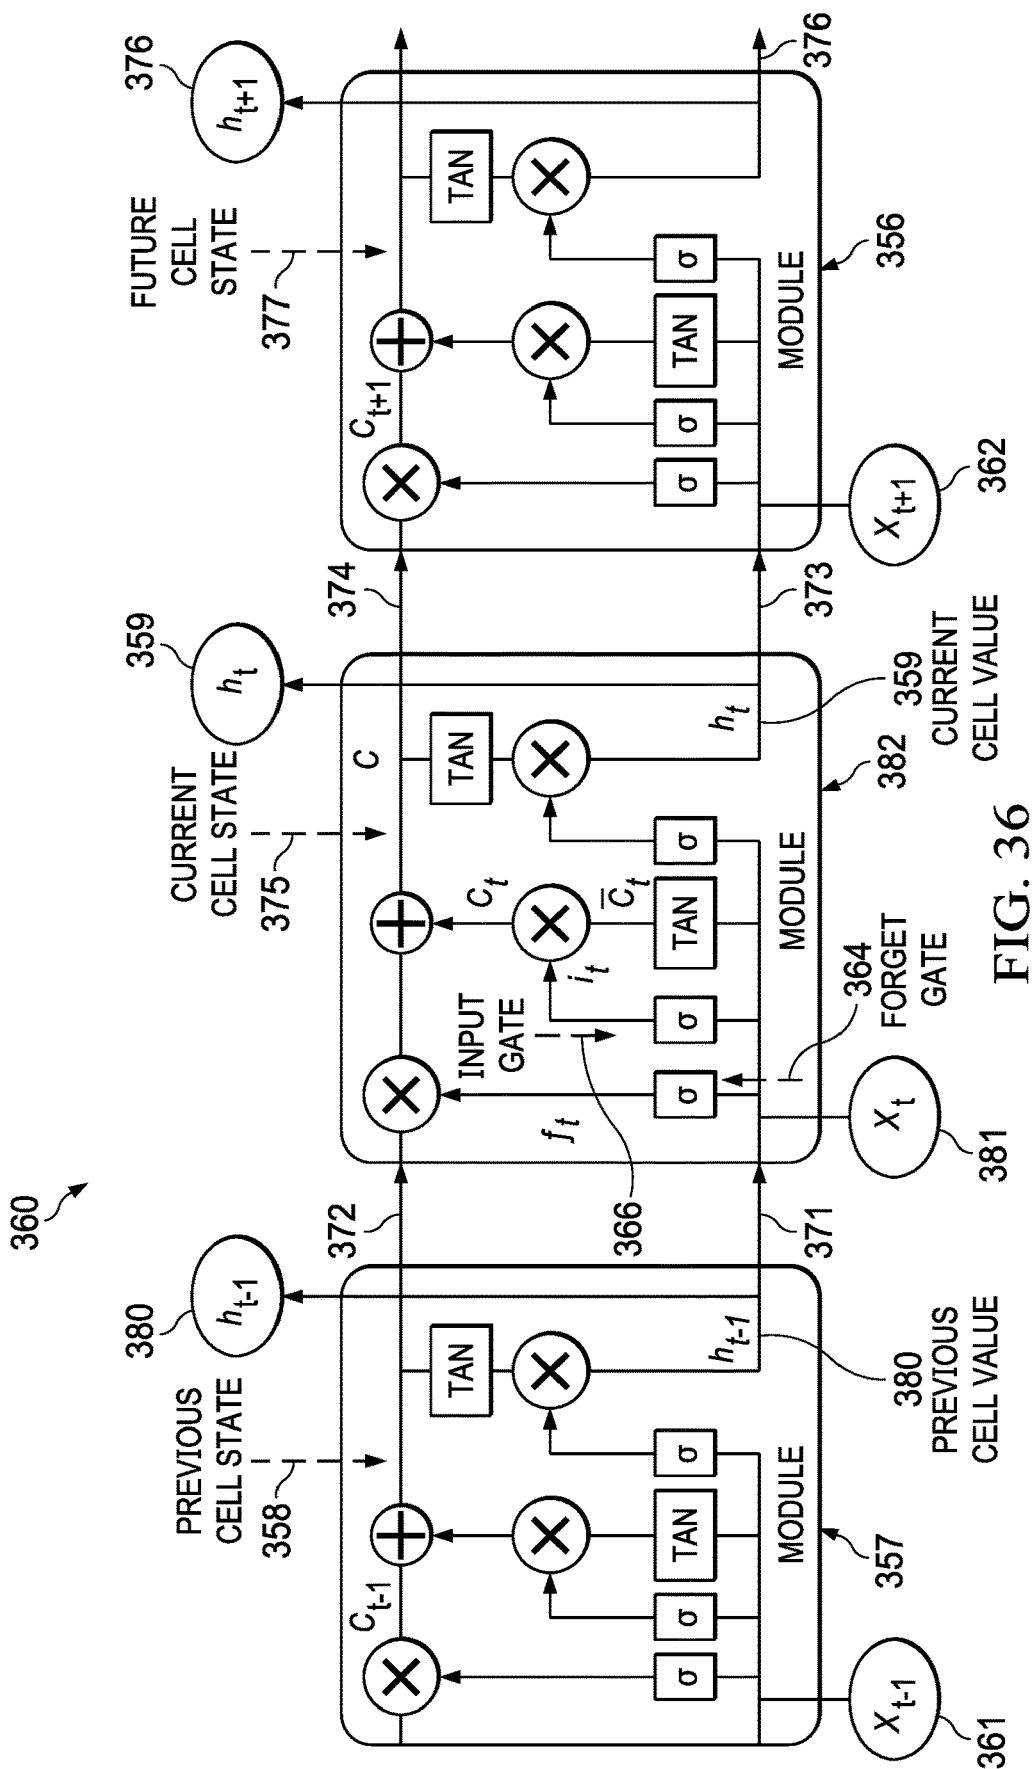 360
380
h_{t-1}
PREVIOUS
CELL STATE
358
C_{t-1}
TAN
σ
σ
TAN
σ
h_{t-1}
MODULE
357
X_{t-1}
361
380
PREVIOUS
CELL VALUE
372
371
359
h_t
CURRENT
CELL STATE
375
C
TAN
INPUT
GATE
366
f_t
i_t
C_t
C̅_t
σ
σ
TAN
σ
h_t
MODULE
382
X_t
381
364
FORGET
GATE
359
CURRENT
CELL VALUE
374
373
376
h_{t+1}
FUTURE
CELL
STATE
377
C_{t+1}
TAN
σ
σ
TAN
σ
MODULE
356
X_{t+1}
362
376
FIG. 36